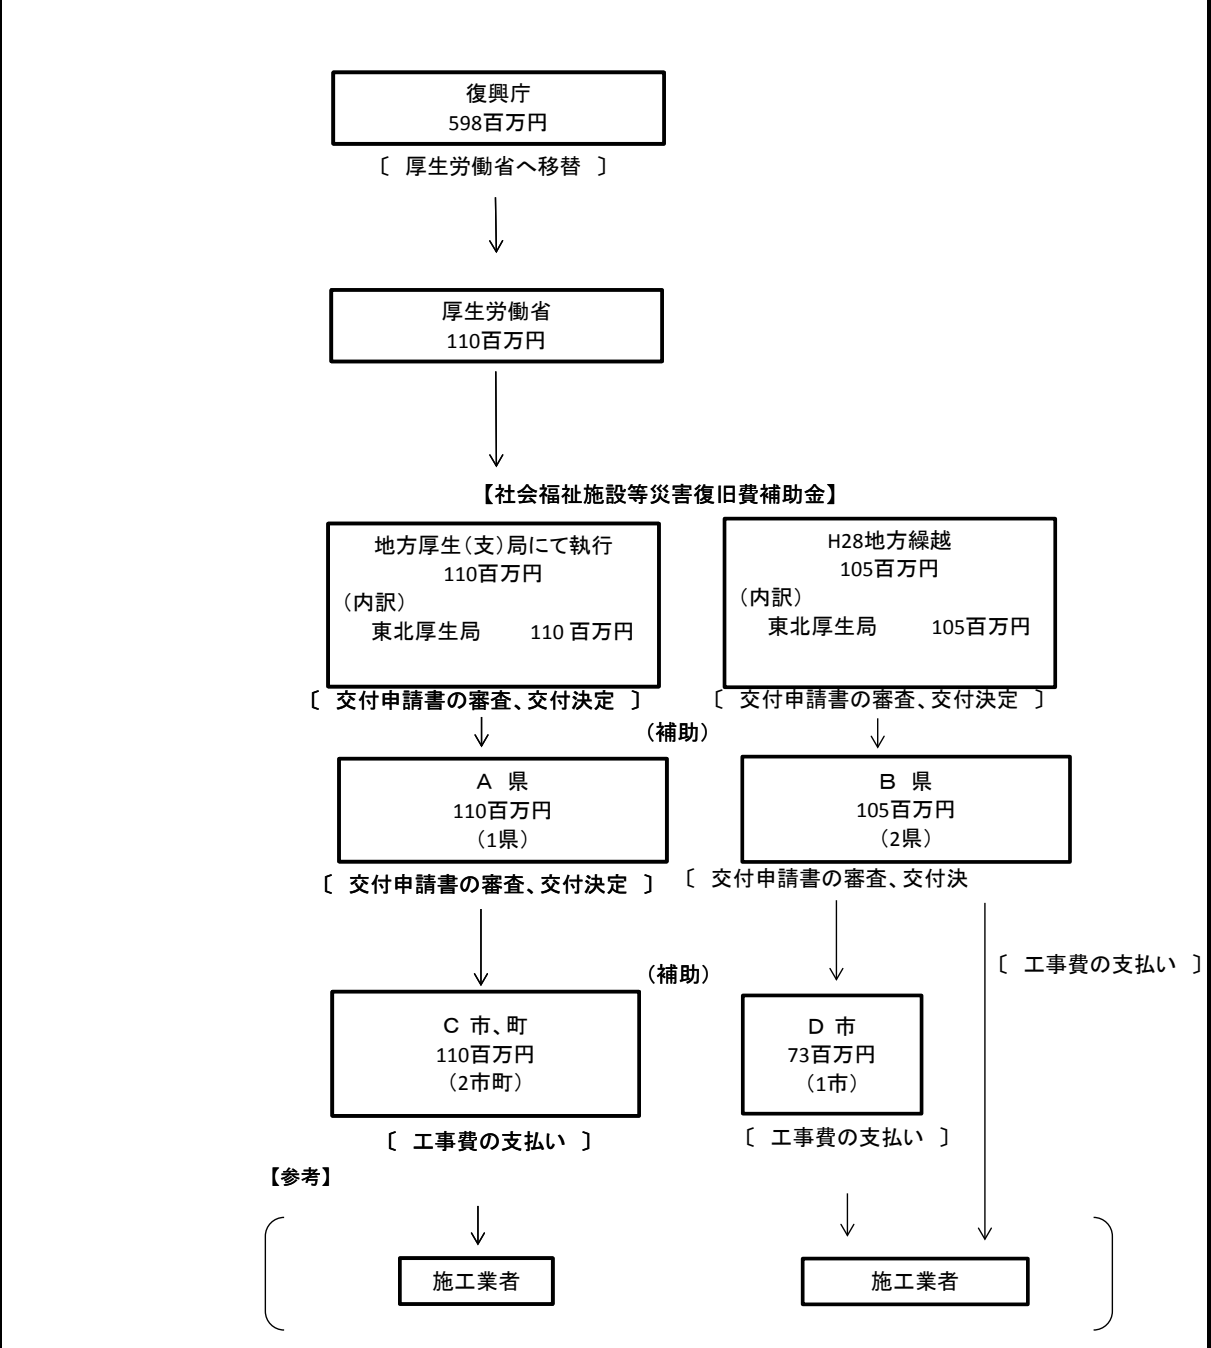 復興庁
598百万円
〔 厚生労働省へ移替 〕
厚生労働省
110百万円
【社会福祉施設等災害復旧費補助金】
地方厚生(支)局にて執行
110百万円
(内訳)
東北厚生局 110 百万円
H28地方繰越
105百万円
(内訳)
東北厚生局 105百万円
〔 交付申請書の審査、交付決定 〕
〔 交付申請書の審査、交付決定 〕
(補助)
A 県
110百万円
(1県)
B 県
105百万円
(2県)
〔 交付申請書の審査、交付決定 〕
〔 交付申請書の審査、交付決
〔 工事費の支払い 〕
(補助)
C 市、町
110百万円
(2市町)
D 市
73百万円
(1市)
〔 工事費の支払い 〕
〔 工事費の支払い 〕
【参考】
施工業者
施工業者